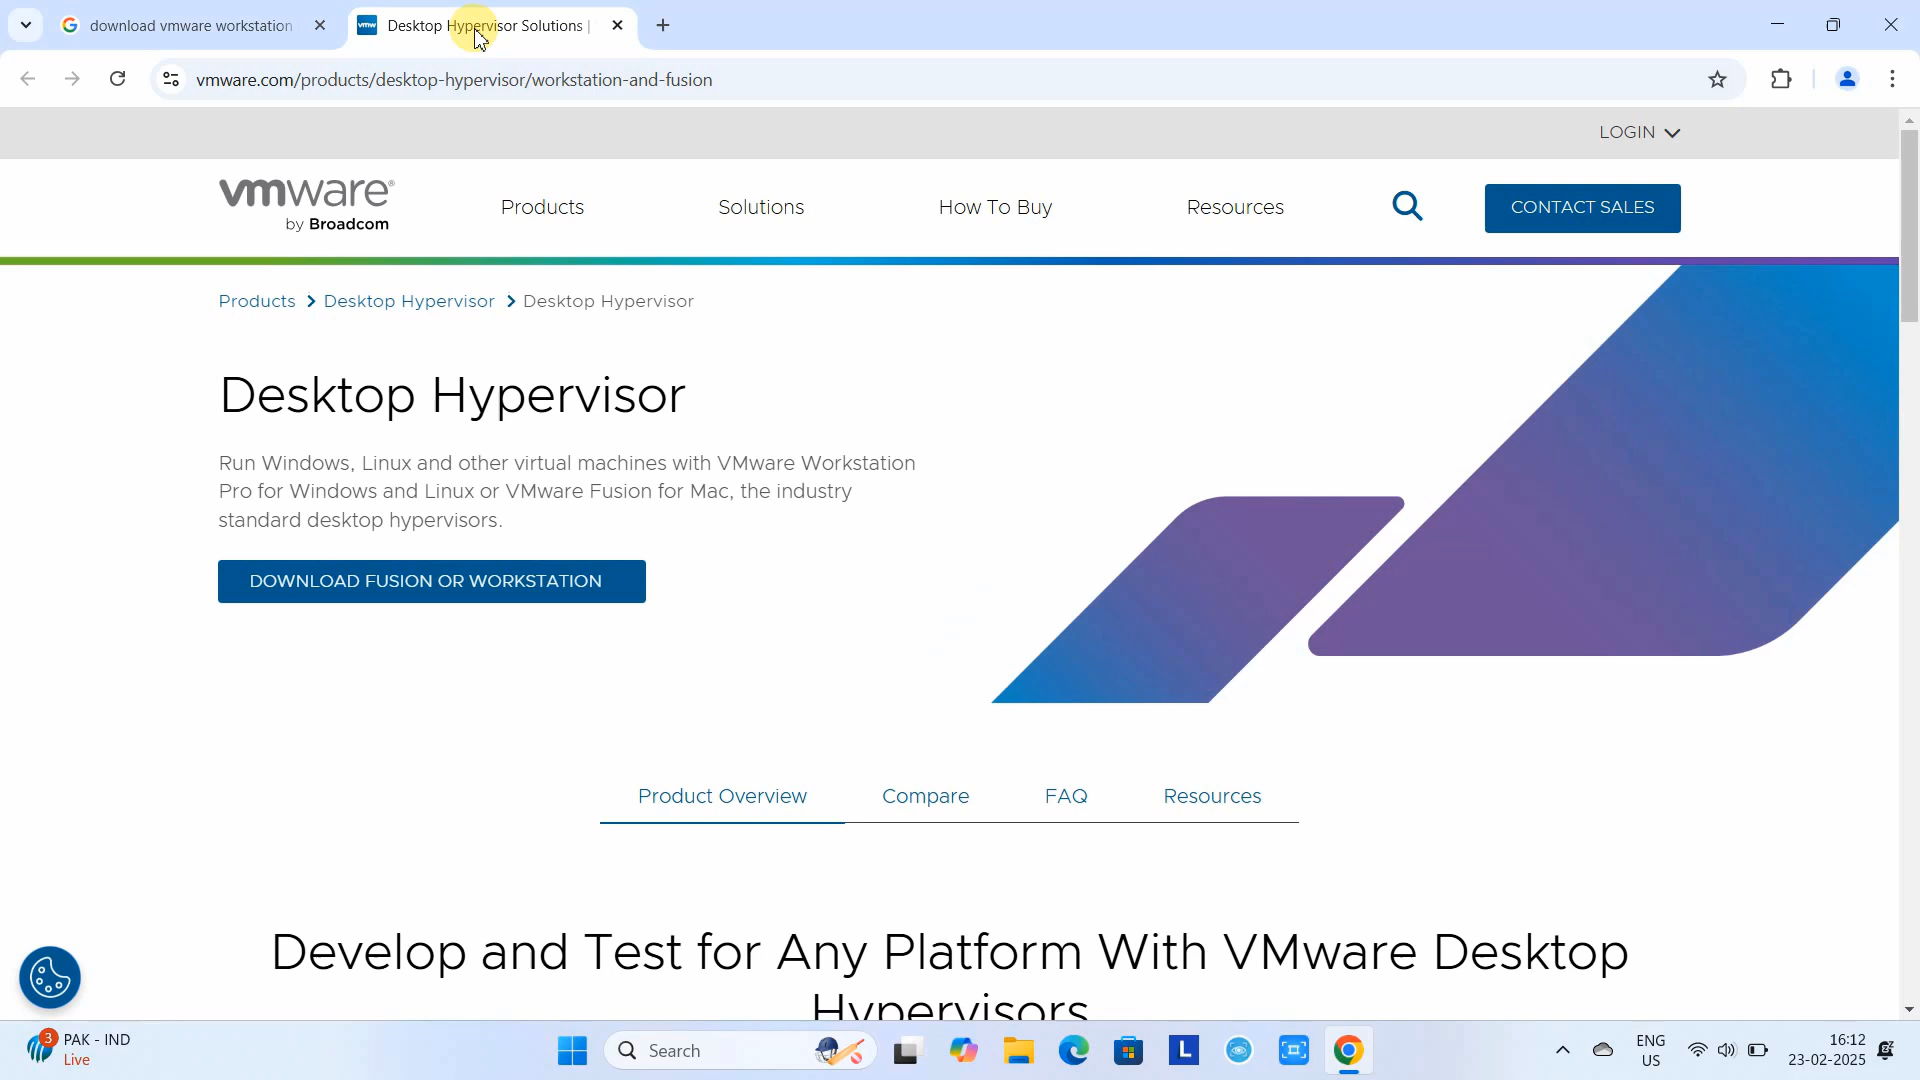 download vmware workstation
vmw
Desktop Hypervisor Solutions |
vmware.com/products/desktop-hypervisor/workstation-and-fusion
LOGIN
vmware®
by Broadcom
Products
Solutions
How To Buy
Resources
CONTACT SALES
Products > Desktop Hypervisor > Desktop Hypervisor
Desktop Hypervisor
Run Windows, Linux and other virtual machines with VMware Workstation
Pro for Windows and Linux or VMware Fusion for Mac, the industry
standard desktop hypervisors.
DOWNLOAD FUSION OR WORKSTATION
Product Overview
Compare
FAQ
Resources
Develop and Test for Any Platform With VMware Desktop
Hypervisors
3
PAK - IND
Live
Search
L
ENG
US
16:12
23-02-2025